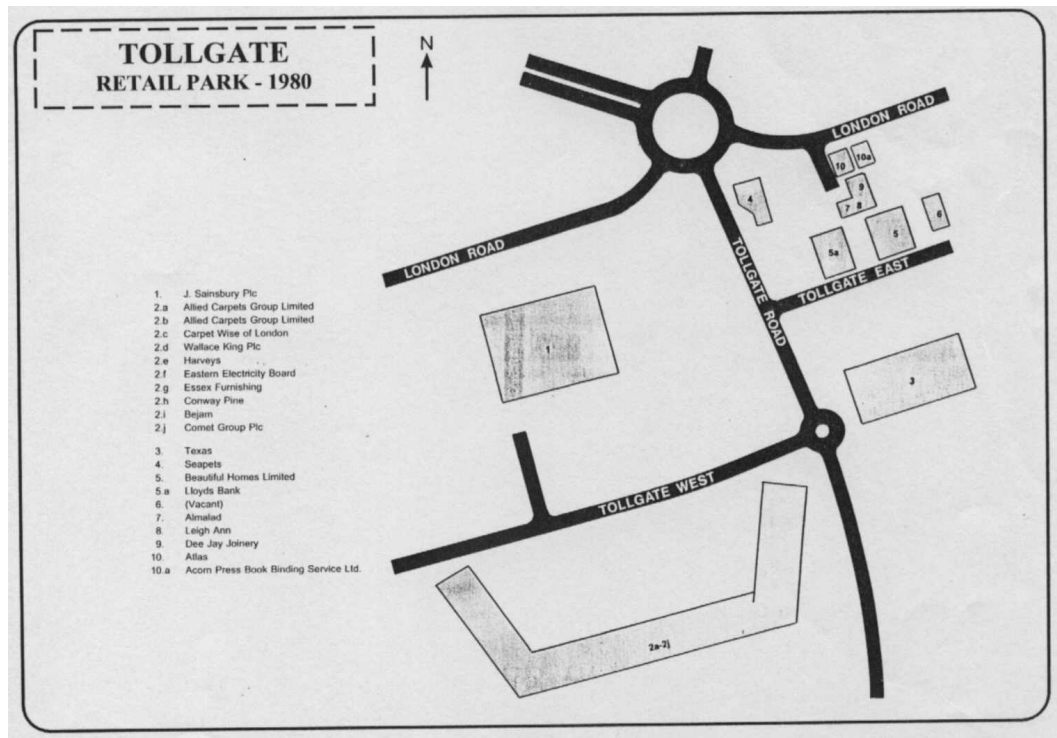 TOLLGATE
RETAIL PARK - 1980
N
LONDON ROAD
10
10a
9
4
7
8
6
5
5a
LONDON ROAD
TOLLGATE ROAD
TOLLGATE EAST
1
3
TOLLGATE WEST
2a-2j
1. J. Sainsbury Plc
2.a Allied Carpets Group Limited
2.b Allied Carpets Group Limited
2.c Carpet Wise of London
2.d Wallace King Plc
2.e Harveys
2.f Eastern Electricity Board
2.g Essex Furnishing
2.h Conway Pine
2.i Bejam
2.j Comet Group Plc
3. Texas
4. Seapets
5. Beautiful Homes Limited
5.a Lloyds Bank
6. (Vacant)
7. Almalad
8. Leigh Ann
9. Dee Jay Joinery
10. Atlas
10.a Acorn Press Book Binding Service Ltd.